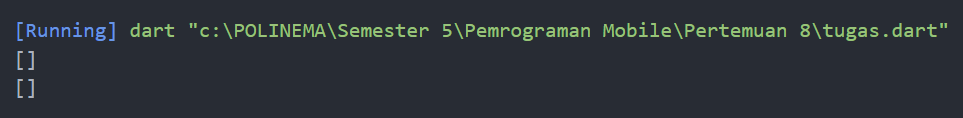 [Running] dart "c:\POLINEMA\Semester 5\Pemrograman Mobile\Pertemuan 8\tugas.dart"
[]
[]